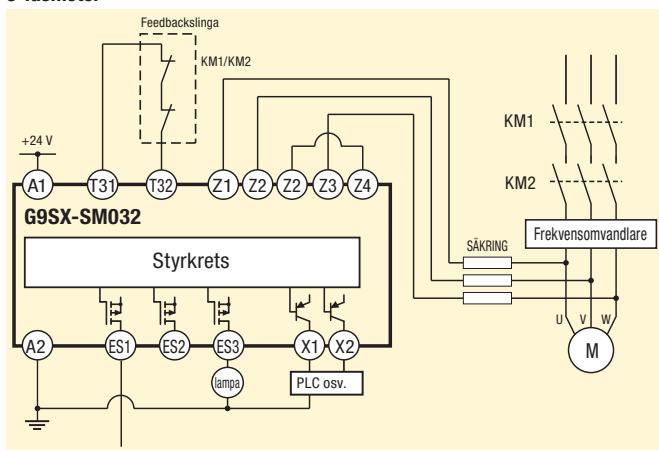 Feedbackslinga
KM1/KM2
+24 V
A1
T31
T32
Z1
Z2
Z2
Z3
Z4
KM1
KM2
G9SX-SM032
Styrkrets
SÄKRING
Frekvensomvandlare
U
V
W
M
A2
ES1
ES2
ES3
X1
X2
lampa
PLC osv.